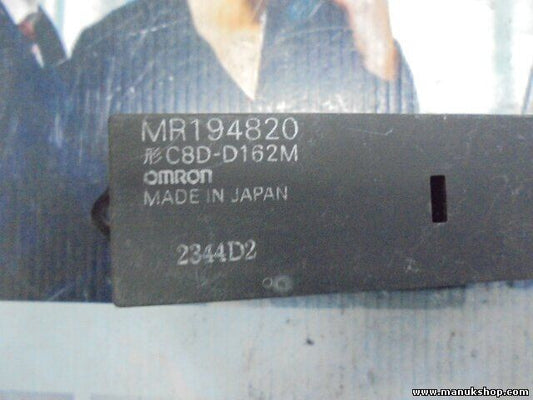 MR194820
形C8D-D162M
omron
MADE IN JAPAN
2344D2
www.manukshop.com